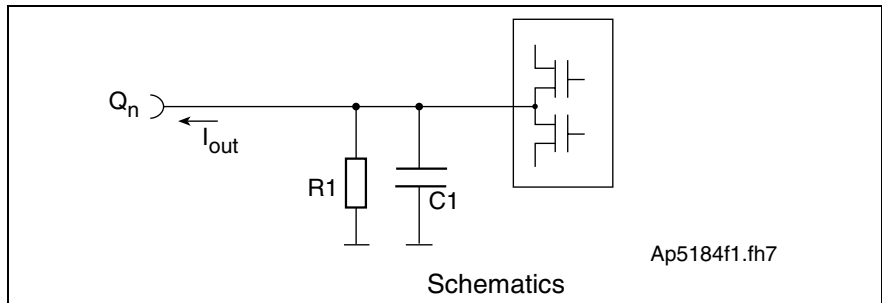 Qn
Iout
R1
C1
Ap5184f1.fh7
Schematics